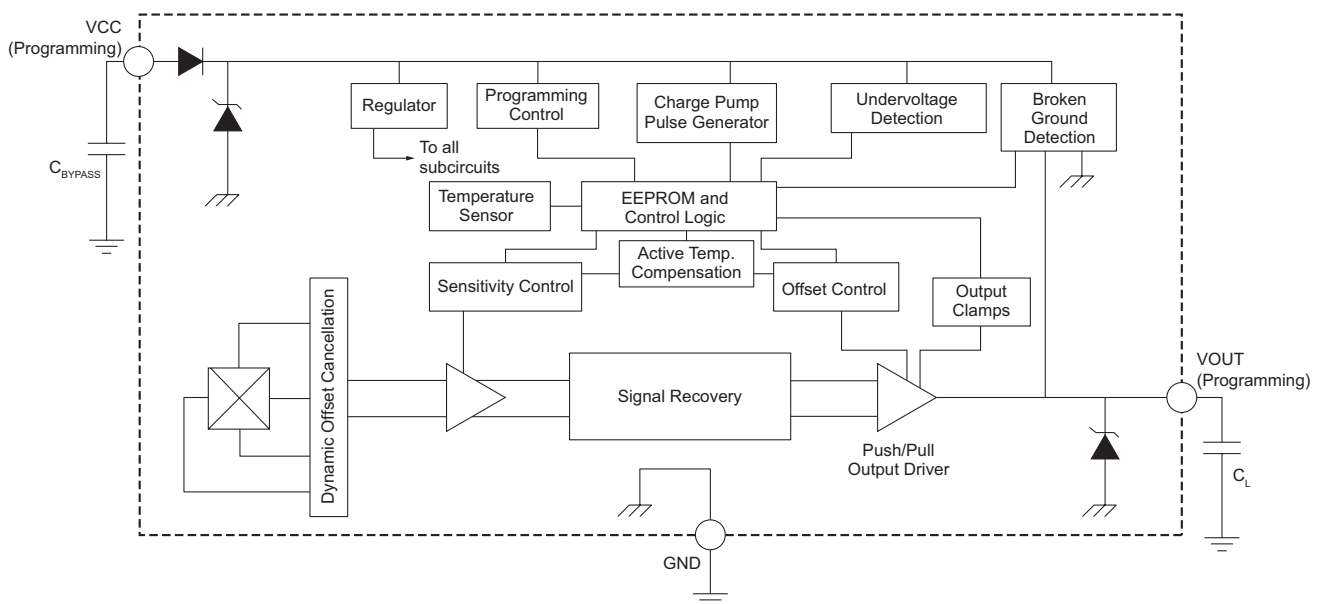 VCC
(Programming)
Regulator
Programming
Control
Charge Pump
Pulse Generator
Undervoltage
Detection
Broken
Ground
Detection
To all
subcircuits
C_BYPASS
Temperature
Sensor
EEPROM and
Control Logic
Active Temp.
Compensation
Sensitivity Control
Offset Control
Output
Clamps
Dynamic Offset Cancellation
Signal Recovery
VOUT
(Programming)
Push/Pull
Output Driver
C_L
GND